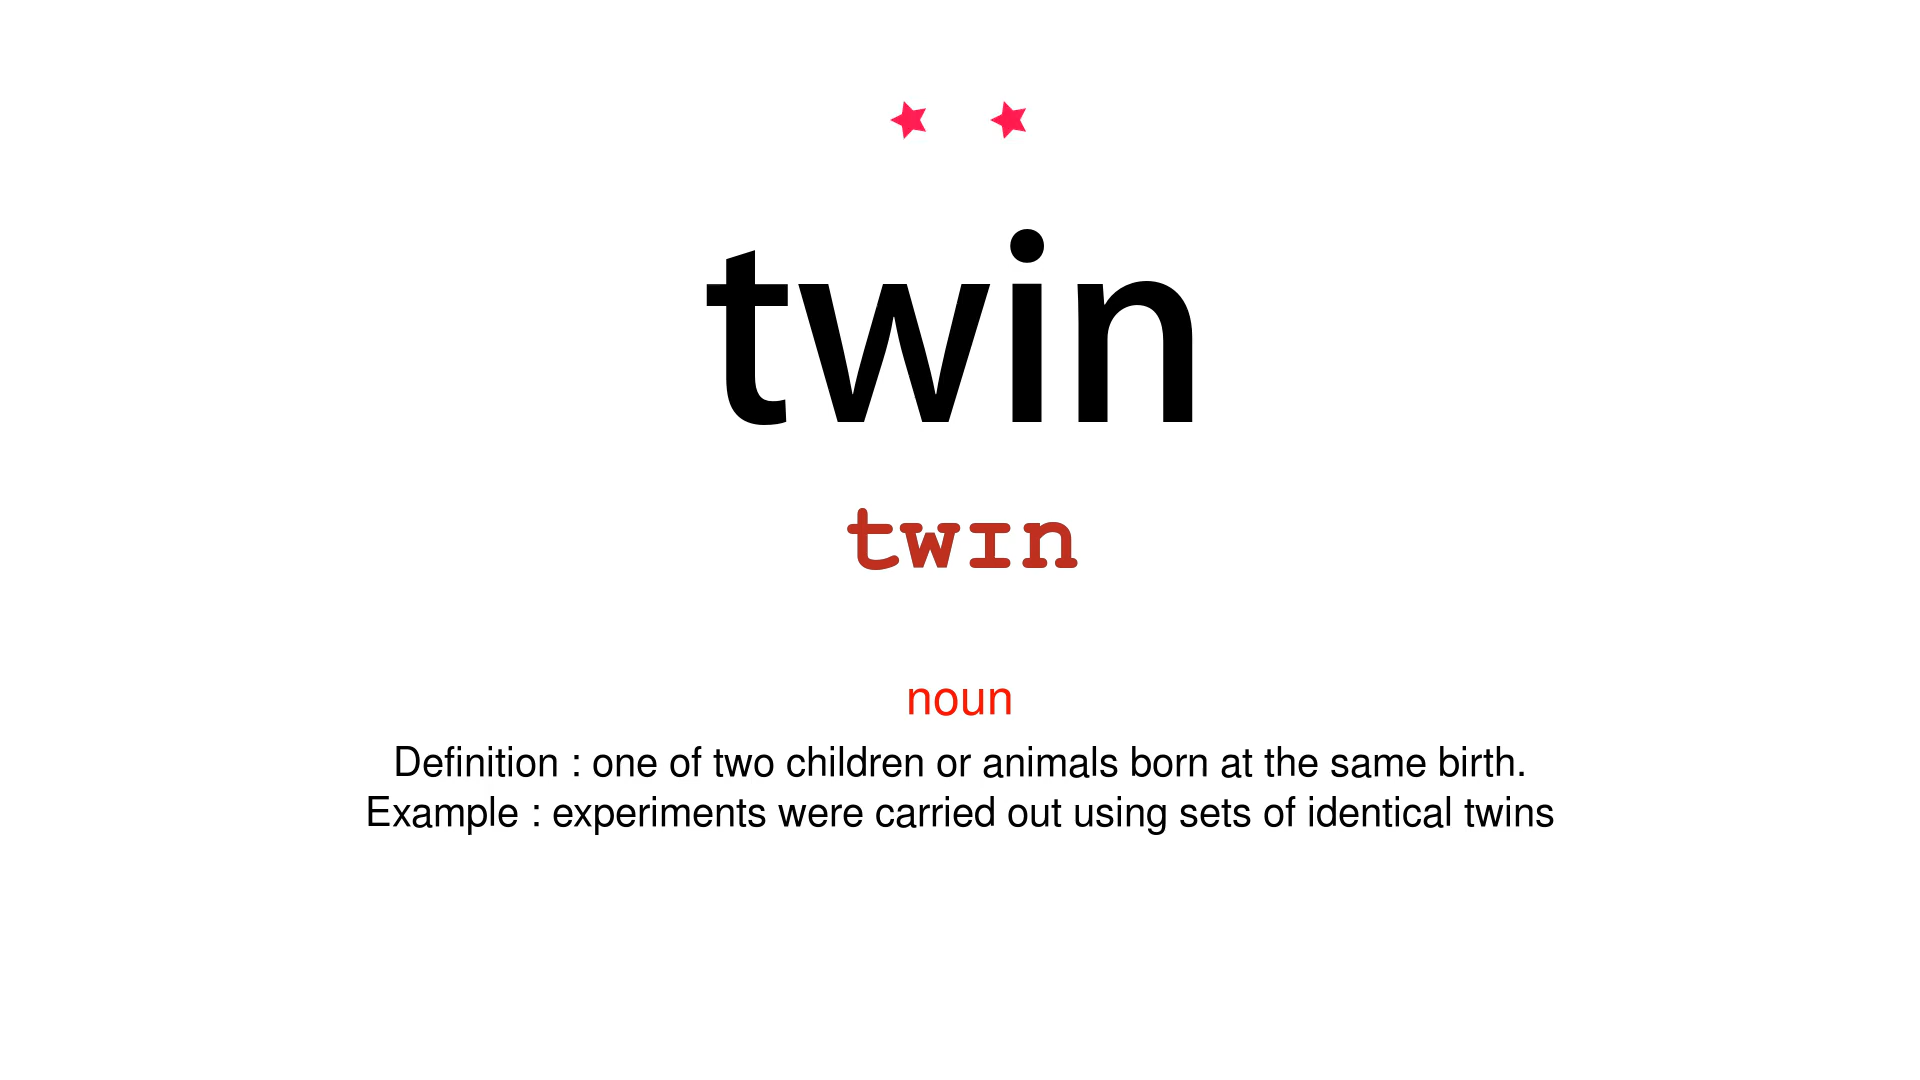 twin
twɪn
noun
Definition : one of two children or animals born at the same birth.
Example : experiments were carried out using sets of identical twins